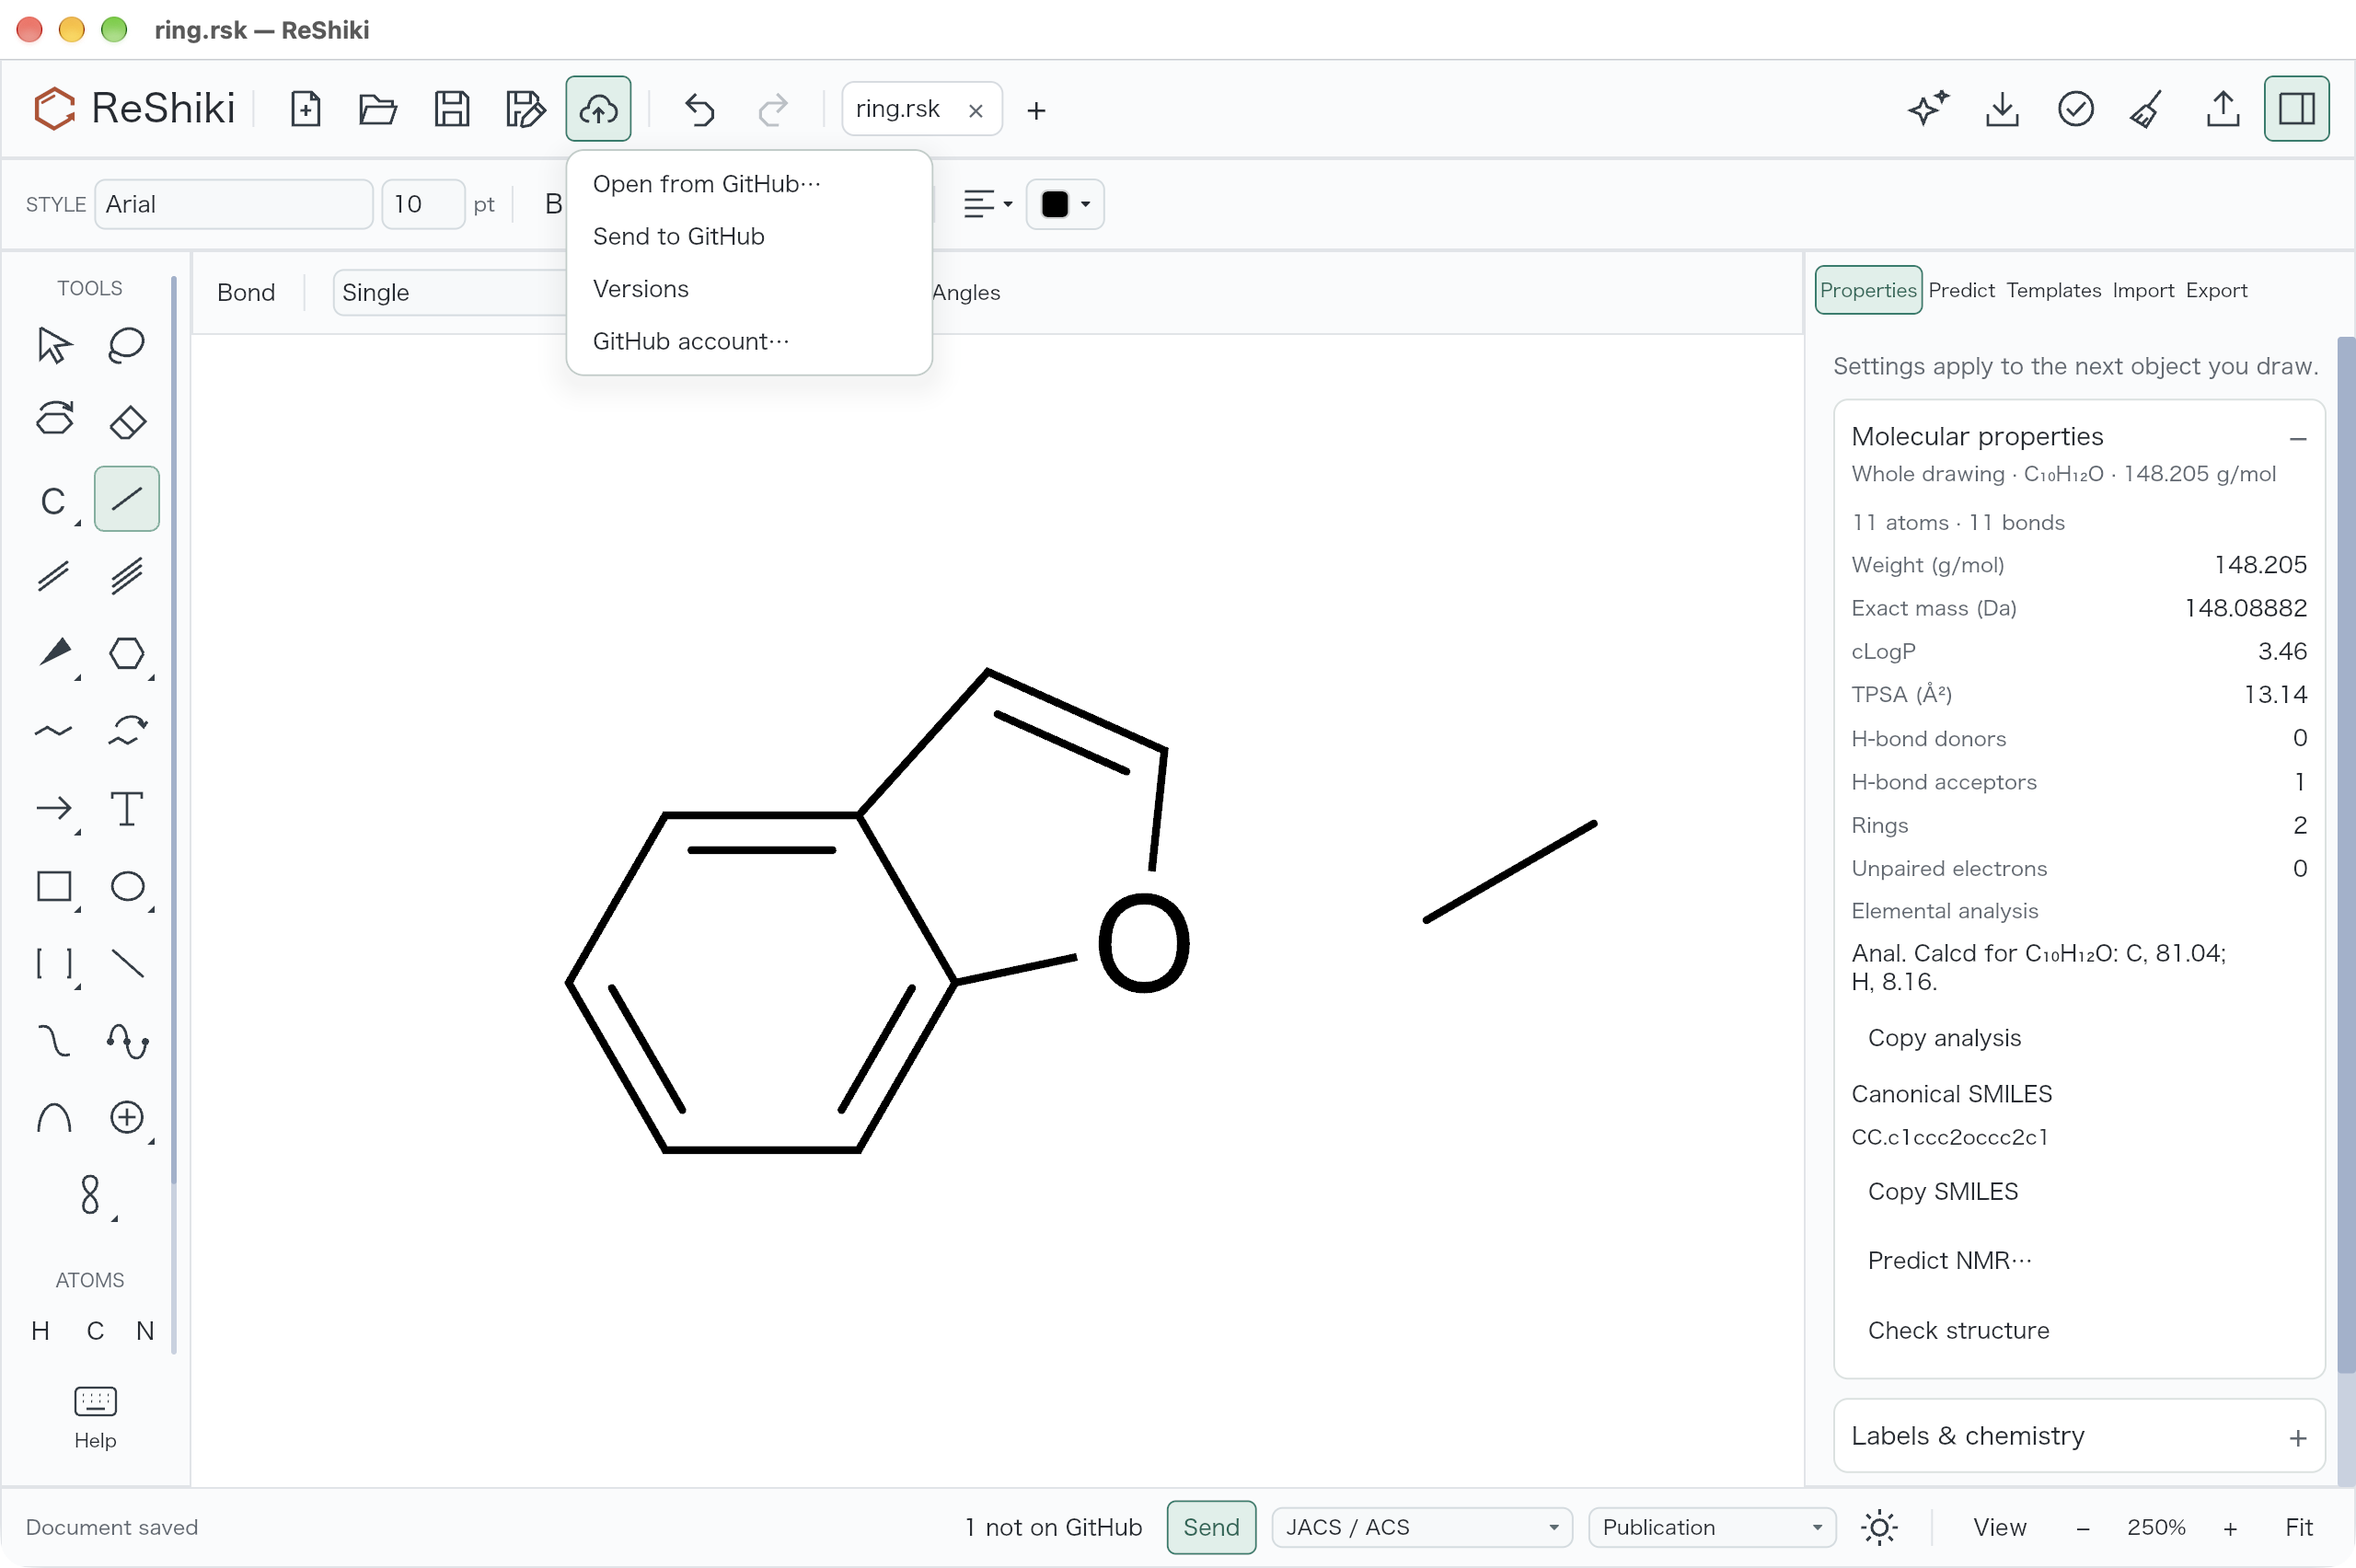 ring.rsk — ReShiki
ReShiki
ring.rsk ×
+
Open from GitHub···
Send to GitHub
Versions
GitHub account···
STYLE Arial 10 pt B
Bond Single Angles
TOOLS
C
T
ATOMS
H C N
Help
O
Properties Predict Templates Import Export
Settings apply to the next object you draw.
Molecular properties −
Whole drawing · C₁₀H₁₂O · 148.205 g/mol
11 atoms · 11 bonds
Weight (g/mol) 148.205
Exact mass (Da) 148.08882
cLogP 3.46
TPSA (Å²) 13.14
H-bond donors 0
H-bond acceptors 1
Rings 2
Unpaired electrons 0
Elemental analysis
Anal. Calcd for C₁₀H₁₂O: C, 81.04;
H, 8.16.
Copy analysis
Canonical SMILES
CC.c1ccc2occc2c1
Copy SMILES
Predict NMR···
Check structure
Labels & chemistry +
Document saved
1 not on GitHub Send JACS / ACS Publication View − 250% + Fit